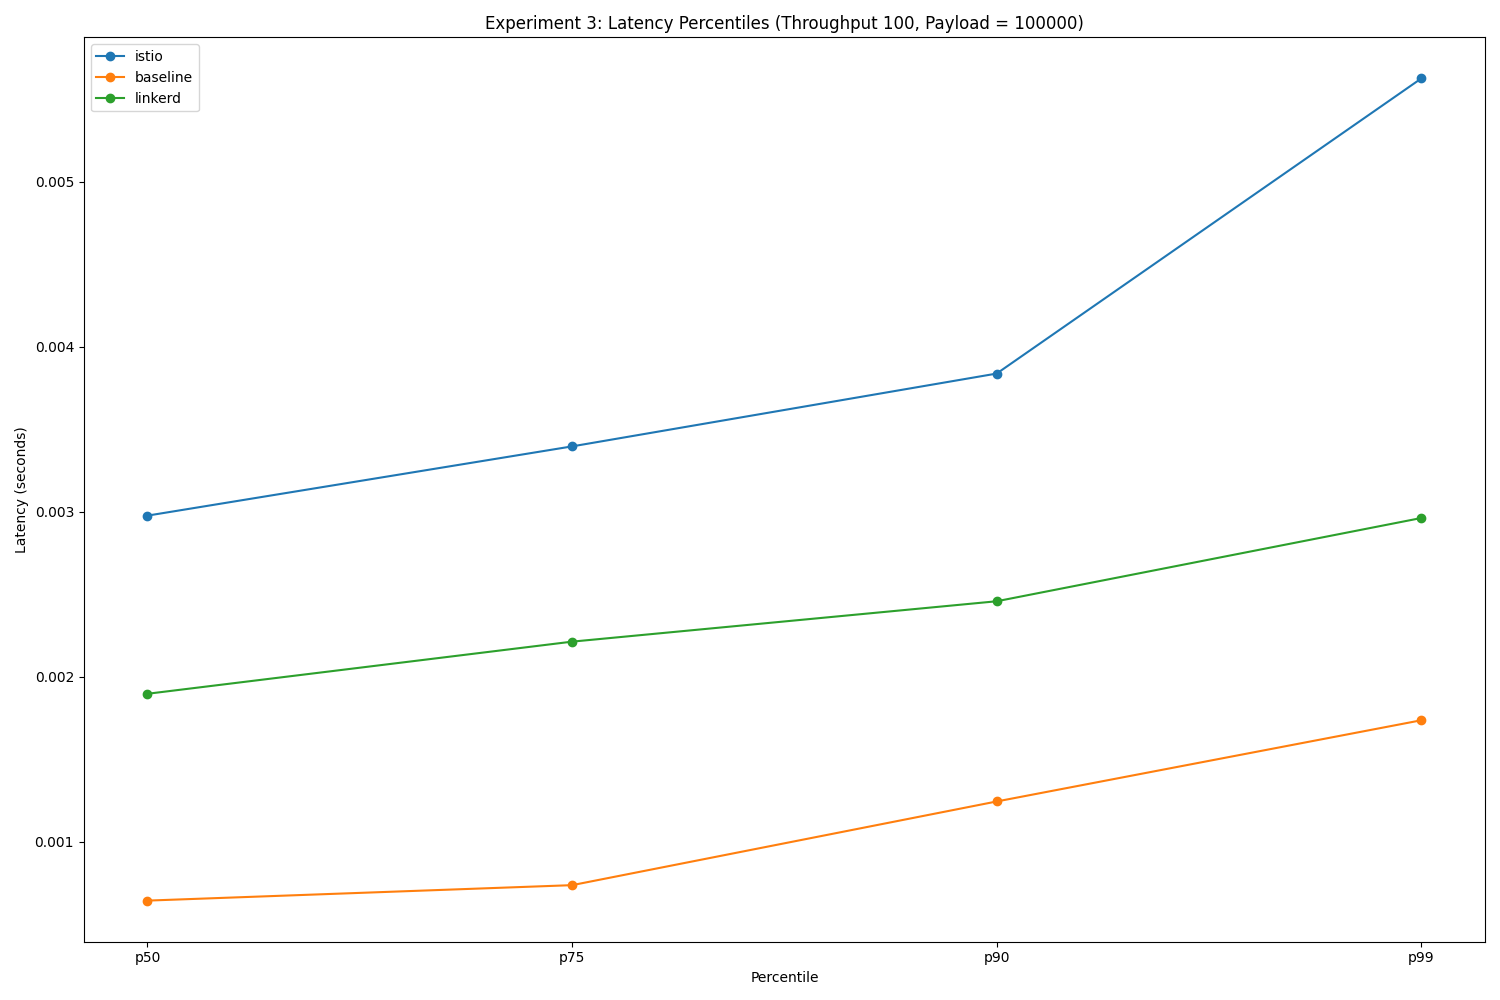 Experiment 3: Latency Percentiles (Throughput 100, Payload = 100000)
istio
baseline
linkerd
0.005
0.004
0.003
0.002
0.001
Latency (seconds)
p50 p75 p90 p99
Percentile